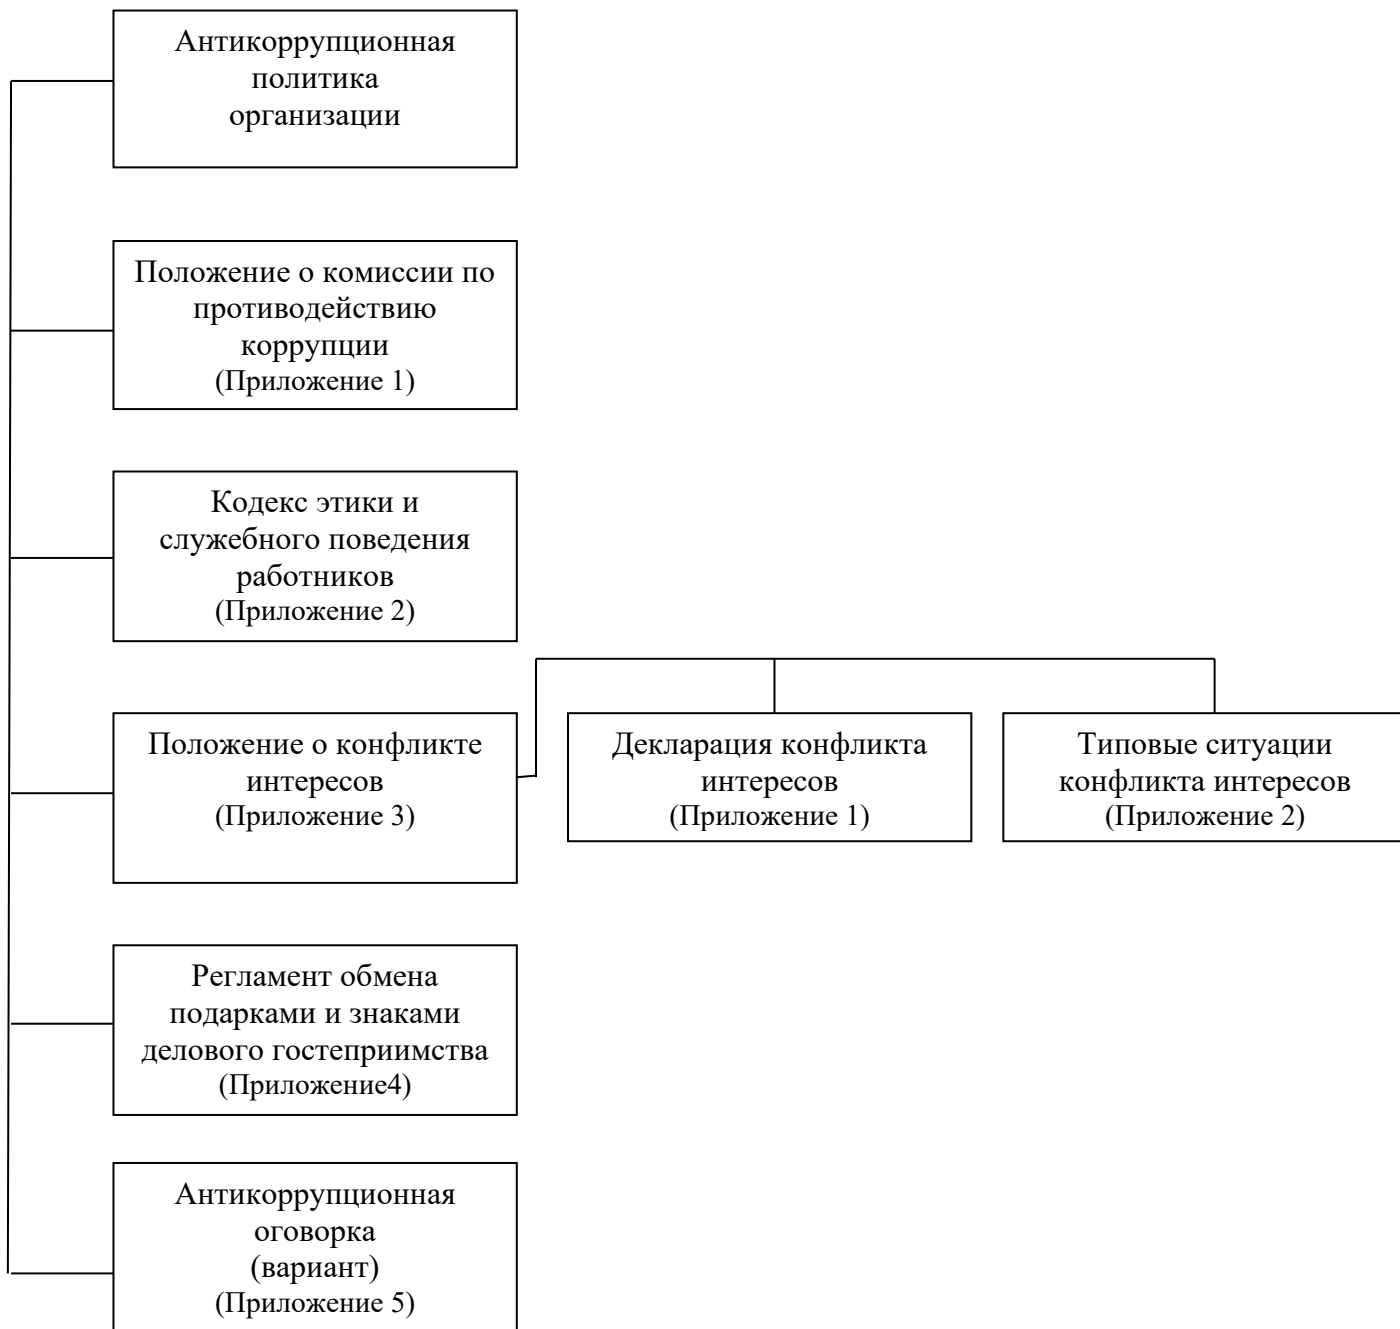 Антикоррупционная
политика
организации
Положение о комиссии по
противодействию
коррупции
(Приложение 1)
Кодекс этики и
служебного поведения
работников
(Приложение 2)
Положение о конфликте
интересов
(Приложение 3)
Декларация конфликта
интересов
(Приложение 1)
Типовые ситуации
конфликта интересов
(Приложение 2)
Регламент обмена
подарками и знаками
делового гостеприимства
(Приложение4)
Антикоррупционная
оговорка
(вариант)
(Приложение 5)